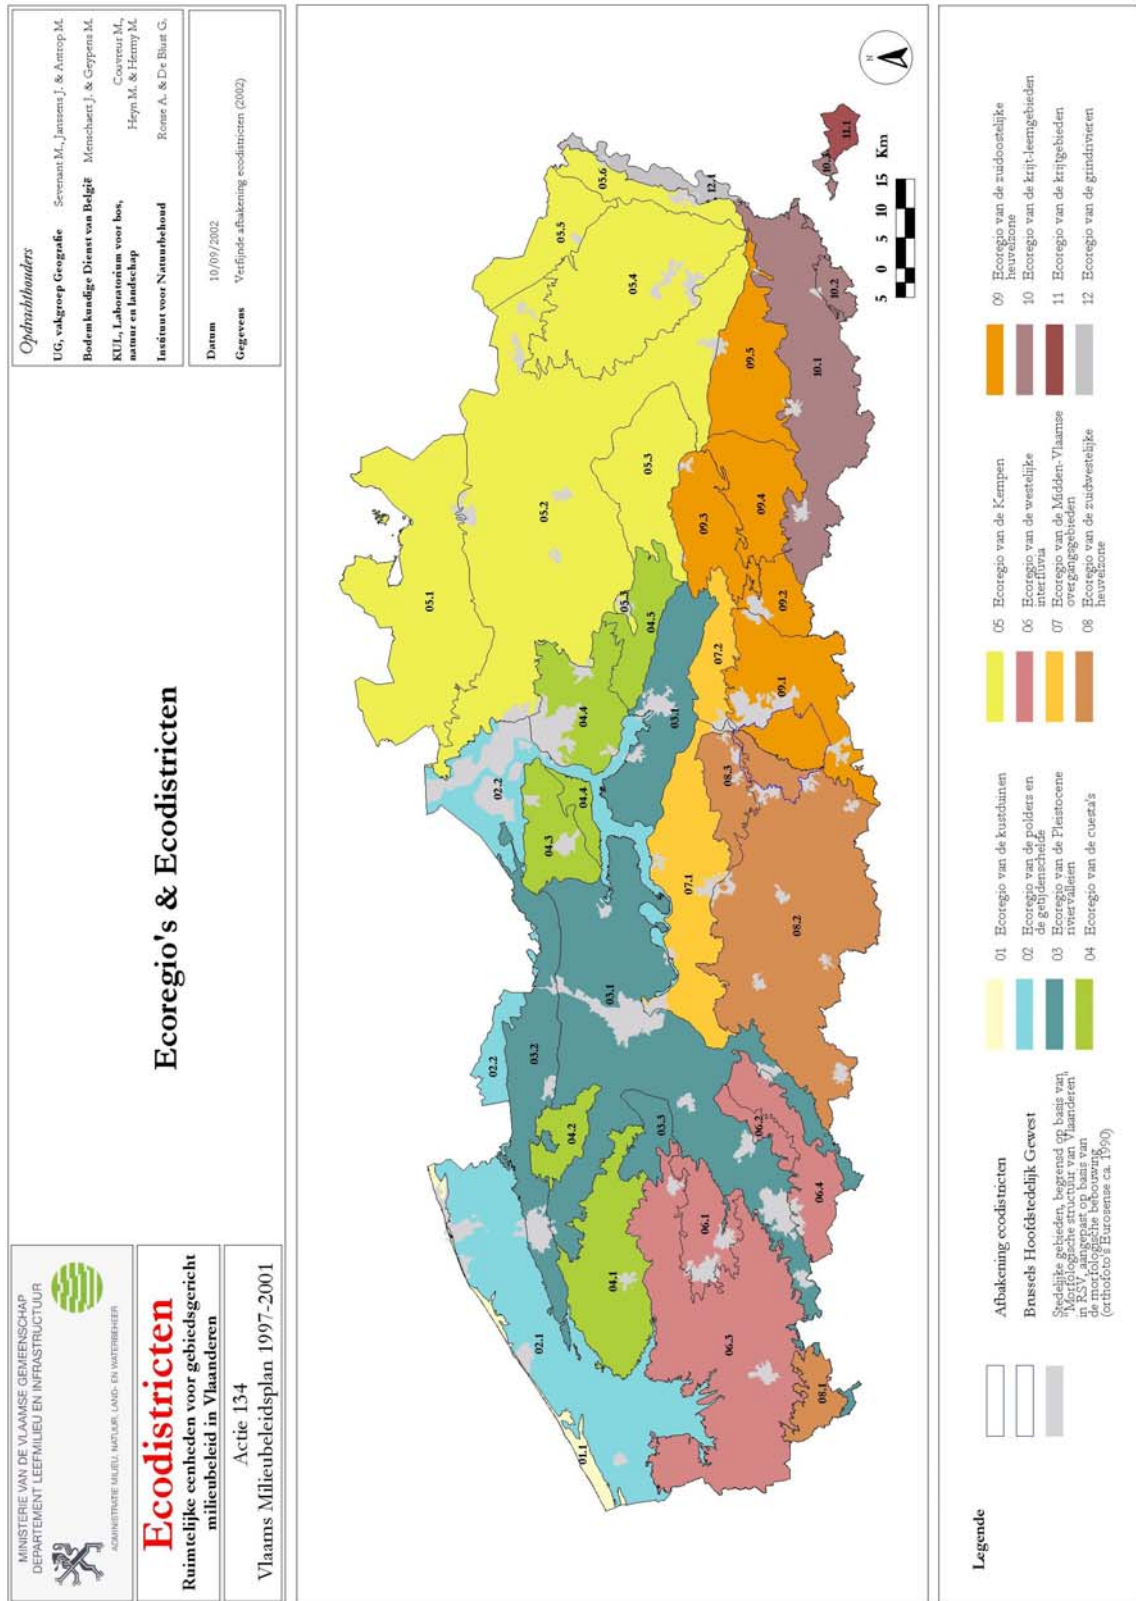 MINISTERIE VAN DE VLAAMSE GEMEENSCHAP
DEPARTEMENT LEEFMILIEU EN INFRASTRUCTUUR
ADMINISTRATIE MILIEU, NATUUR, LAND- EN WATERBEHEER
Ecodistricten
Ruimtelijke eenheden voor gebiedsgericht
milieubeleid in Vlaanderen
Actie 134
Vlaams Milieubeleidsplan 1997-2001
Ecoregio's & Ecodistricten
Opdrachthouders
UG, vakgroep Geografie Sevenant M., Janssens J. & Antrop M.
Bodemkundige Dienst van België Menschaert J. & Geypens M.
KUL, Laboratorium voor bos, Couvreur M.,
natuur en landschap Heyn M. & Hermy M.
Instituut voor Natuurbehoud Ronse A. & De Blust G.
Datum 10/09/2002
Gegevens Verfijnde afbakening ecodistricten (2002)
N
01.1
02.1
02.2
02.2
03.1
03.1
03.2
03.3
04.1
04.2
04.3
04.4
04.4
04.5
05.1
05.2
05.3
05.3
05.4
05.5
05.6
06.1
06.2
06.3
06.4
07.1
07.2
08.1
08.2
08.3
09.1
09.2
09.3
09.4
09.5
10.1
10.2
10.3
11.1
12.1
5 0 5 10 15 Km
Legende
Afbakening ecodistricten
Brussels Hoofdstedelijk Gewest
Stedelijke gebieden, begrensd op basis van
"Morfologische structuur van Vlaanderen"
in RSV, aangepast op basis van
de morfologische bebouwing
(orthofoto's Eurosense ca. 1990)
01 Ecoregio van de kustduinen
02 Ecoregio van de polders en
de getijdenschelde
03 Ecoregio van de Pleistocene
riviervalleien
04 Ecoregio van de cuesta's
05 Ecoregio van de Kempen
06 Ecoregio van de westelijke
interfluvia
07 Ecoregio van de Midden-Vlaamse
overgangsgebieden
08 Ecoregio van de zuidwestelijke
heuvelzone
09 Ecoregio van de zuidoostelijke
heuvelzone
10 Ecoregio van de krijt-leemgebieden
11 Ecoregio van de krijtgebieden
12 Ecoregio van de grindrivieren